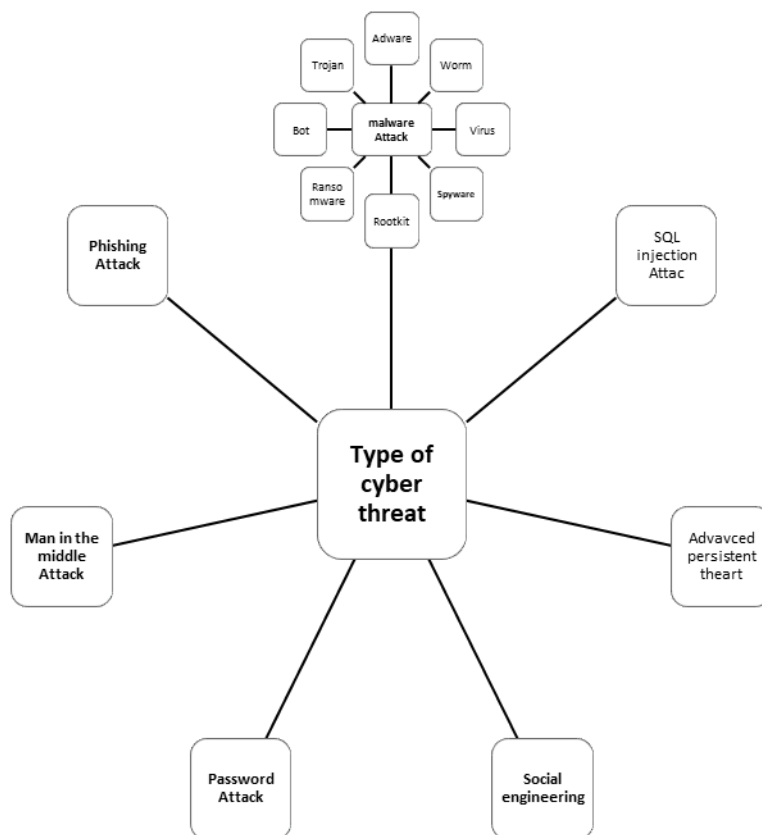 Adware
Trojan
Worm
Bot
malware
Attack
Virus
Ranso
mware
Spyware
Rootkit
Phishing
Attack
SQL
injection
Attac
Type of
cyber
threat
Man in the
middle
Attack
Advavced
persistent
theart
Password
Attack
Social
engineering